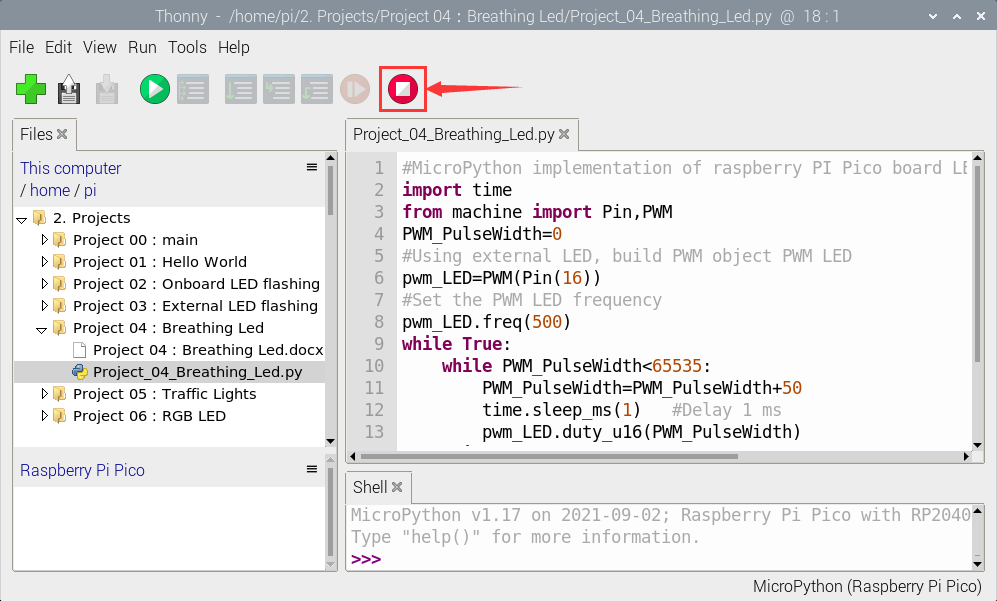 Thonny - /home/pi/2. Projects/Project 04 : Breathing Led/Project_04_Breathing_Led.py @ 18 : 1
File Edit View Run Tools Help
Files
This computer
/ home / pi
2. Projects
Project 00 : main
Project 01 : Hello World
Project 02 : Onboard LED flashing
Project 03 : External LED flashing
Project 04 : Breathing Led
Project 04 : Breathing Led.docx
Project_04_Breathing_Led.py
Project 05 : Traffic Lights
Project 06 : RGB LED
Raspberry Pi Pico
Project_04_Breathing_Led.py
1 #MicroPython implementation of raspberry PI Pico board LE
2 import time
3 from machine import Pin,PWM
4 PWM_PulseWidth=0
5 #Using external LED, build PWM object PWM LED
6 pwm_LED=PWM(Pin(16))
7 #Set the PWM LED frequency
8 pwm_LED.freq(500)
9 while True:
10 while PWM_PulseWidth<65535:
11 PWM_PulseWidth=PWM_PulseWidth+50
12 time.sleep_ms(1) #Delay 1 ms
13 pwm_LED.duty_u16(PWM_PulseWidth)
Shell
MicroPython v1.17 on 2021-09-02; Raspberry Pi Pico with RP2040
Type "help()" for more information.
>>>
MicroPython (Raspberry Pi Pico)